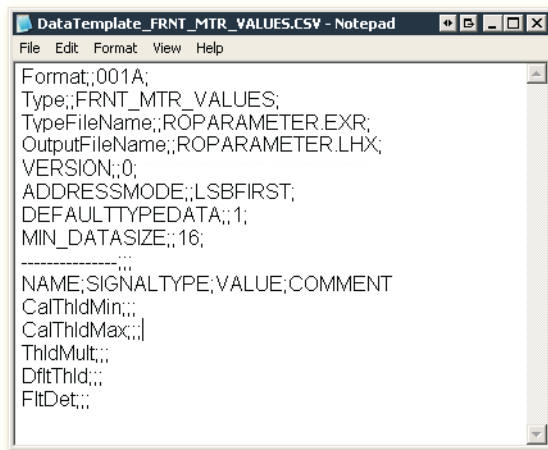 DataTemplate_FRNT_MTR_VALUES.CSV - Notepad
File Edit Format View Help
Format;;001A;
Type;;FRNT_MTR_VALUES;
TypeFileName;;ROPARAMETER.EXR;
OutputFileName;;ROPARAMETER.LHX;
VERSION;;0;
ADDRESSMODE;;LSBFIRST;
DEFAULTTYPEDATA;;1;
MIN_DATASIZE;;16;
---------------;;;
NAME;SIGNALTYPE;VALUE;COMMENT
CalThldMin;;;
CalThldMax;;;
ThldMult;;;
DfltThld;;;
FltDet;;;